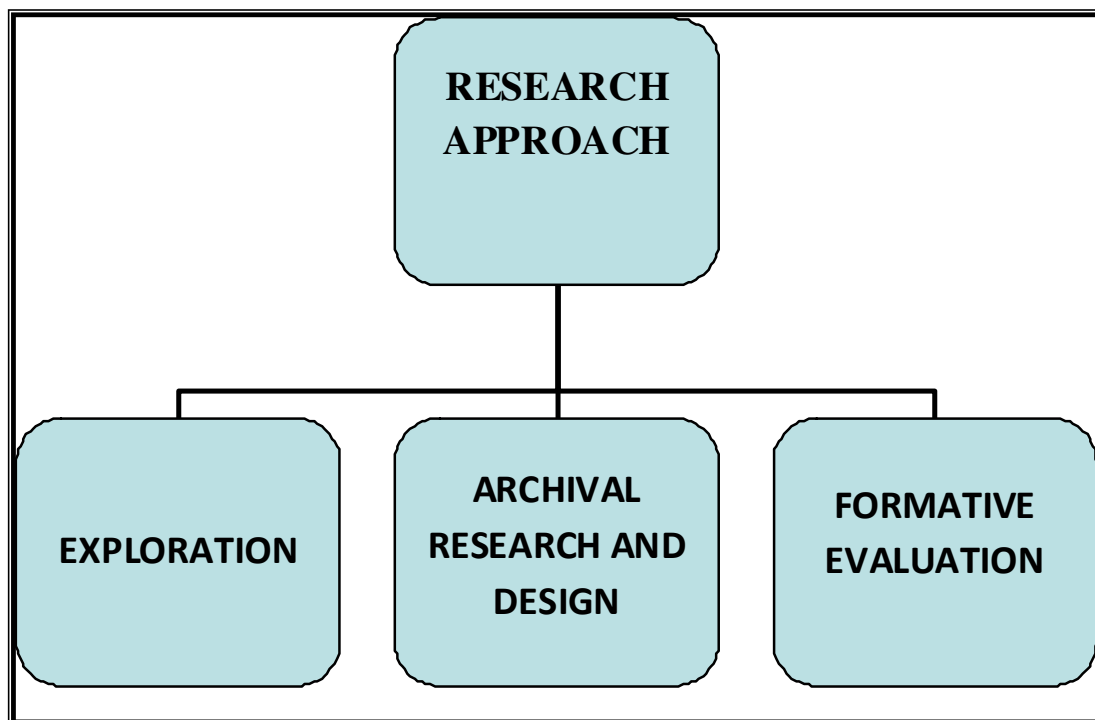 RESEARCH
APPROACH
EXPLORATION
ARCHIVAL
RESEARCH AND
DESIGN
FORMATIVE
EVALUATION